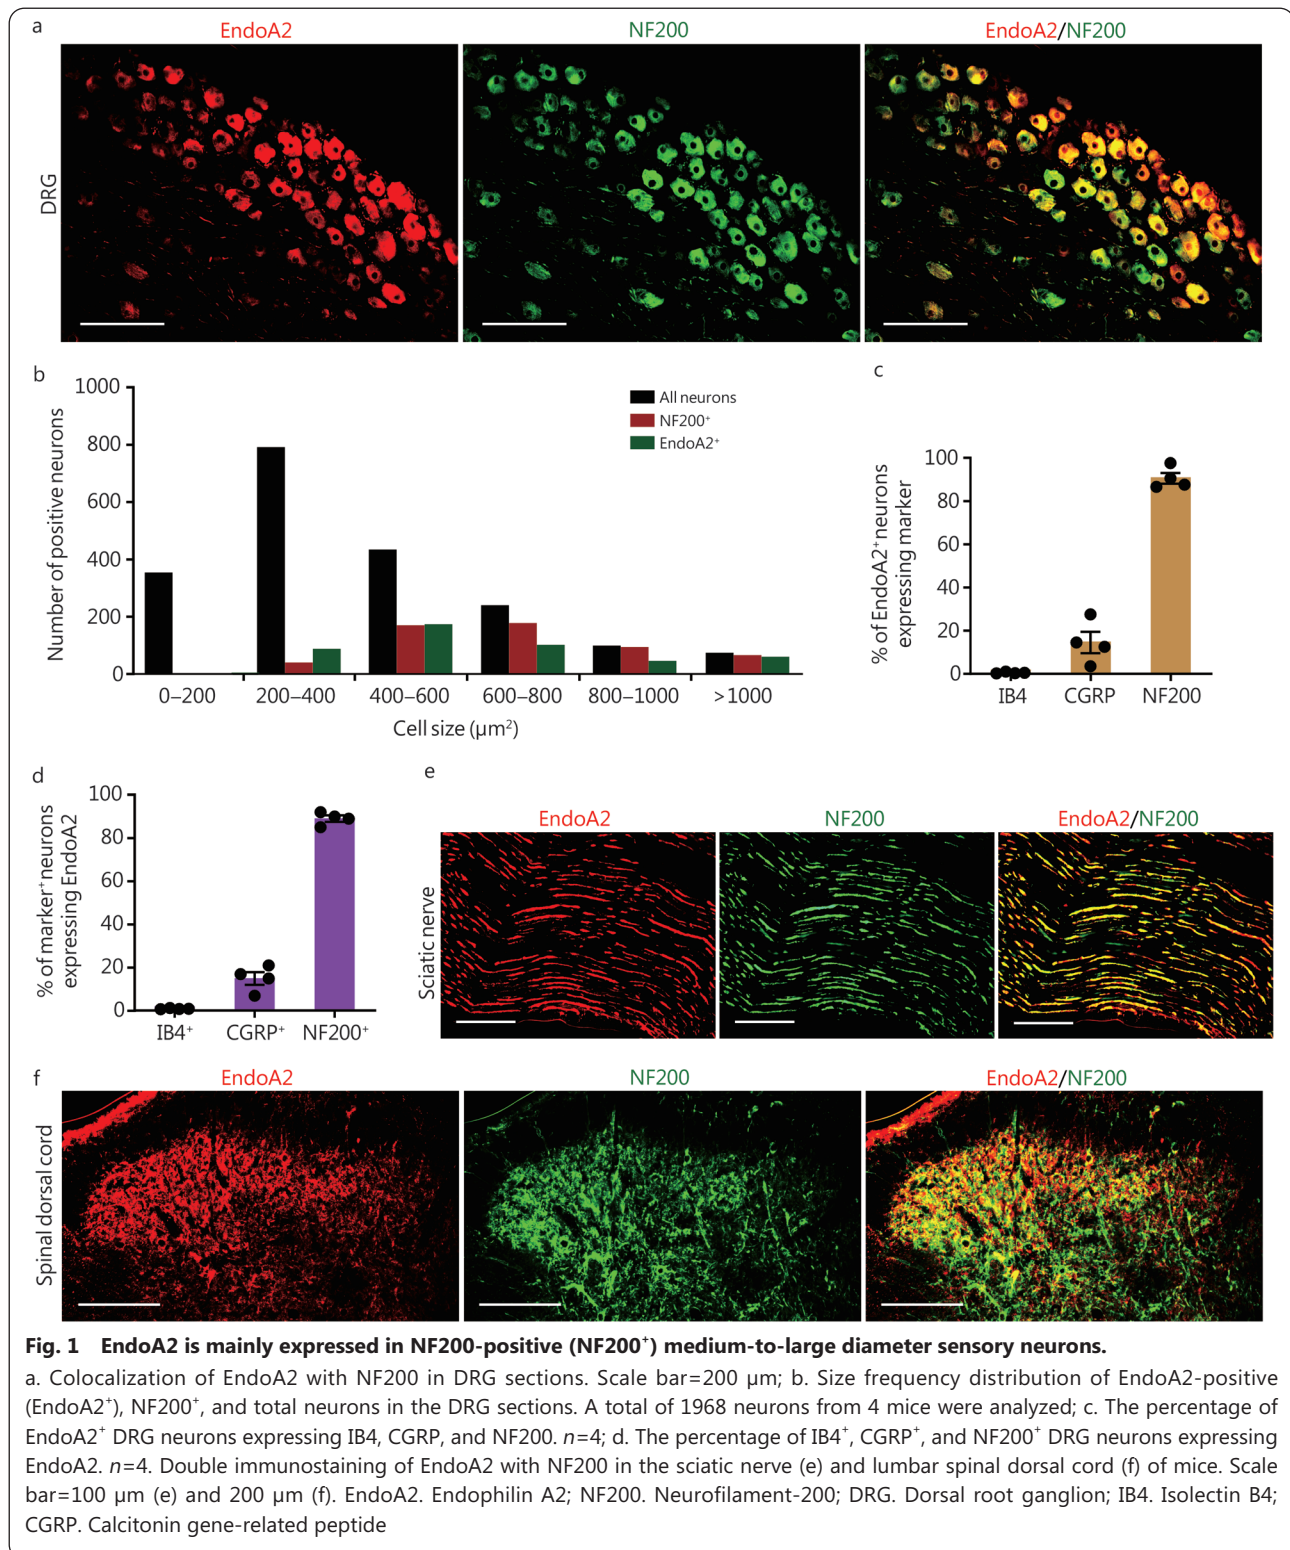 a
EndoA2
NF200
EndoA2/NF200
DRG
b
1000
800
600
400
200
0
Number of positive neurons
All neurons
NF200⁺
EndoA2⁺
0–200
200–400
400–600
600–800
800–1000
>1000
Cell size (μm²)
c
100
80
60
40
20
0
% of EndoA2⁺ neurons
expressing marker
IB4
CGRP
NF200
d
100
80
60
40
20
0
% of marker⁺ neurons
expressing EndoA2
IB4⁺
CGRP⁺
NF200⁺
e
EndoA2
NF200
EndoA2/NF200
Sciatic nerve
f
EndoA2
NF200
EndoA2/NF200
Spinal dorsal cord
Fig. 1 EndoA2 is mainly expressed in NF200-positive (NF200⁺) medium-to-large diameter sensory neurons.
a. Colocalization of EndoA2 with NF200 in DRG sections. Scale bar=200 μm; b. Size frequency distribution of EndoA2-positive
(EndoA2⁺), NF200⁺, and total neurons in the DRG sections. A total of 1968 neurons from 4 mice were analyzed; c. The percentage of
EndoA2⁺ DRG neurons expressing IB4, CGRP, and NF200. n=4; d. The percentage of IB4⁺, CGRP⁺, and NF200⁺ DRG neurons expressing
EndoA2. n=4. Double immunostaining of EndoA2 with NF200 in the sciatic nerve (e) and lumbar spinal dorsal cord (f) of mice. Scale
bar=100 μm (e) and 200 μm (f). EndoA2. Endophilin A2; NF200. Neurofilament-200; DRG. Dorsal root ganglion; IB4. Isolectin B4;
CGRP. Calcitonin gene-related peptide